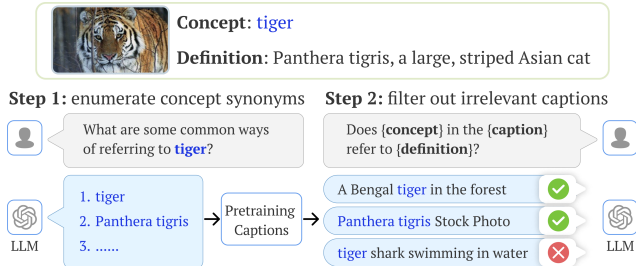 Concept: tiger
Definition: Panthera tigris, a large, striped Asian cat
Step 1: enumerate concept synonyms
What are some common ways
of referring to tiger?
LLM
1. tiger
2. Panthera tigris
3. ......
Pretraining
Captions
Step 2: filter out irrelevant captions
Does {concept} in the {caption}
refer to {definition}?
A Bengal tiger in the forest
Panthera tigris Stock Photo
tiger shark swimming in water
LLM